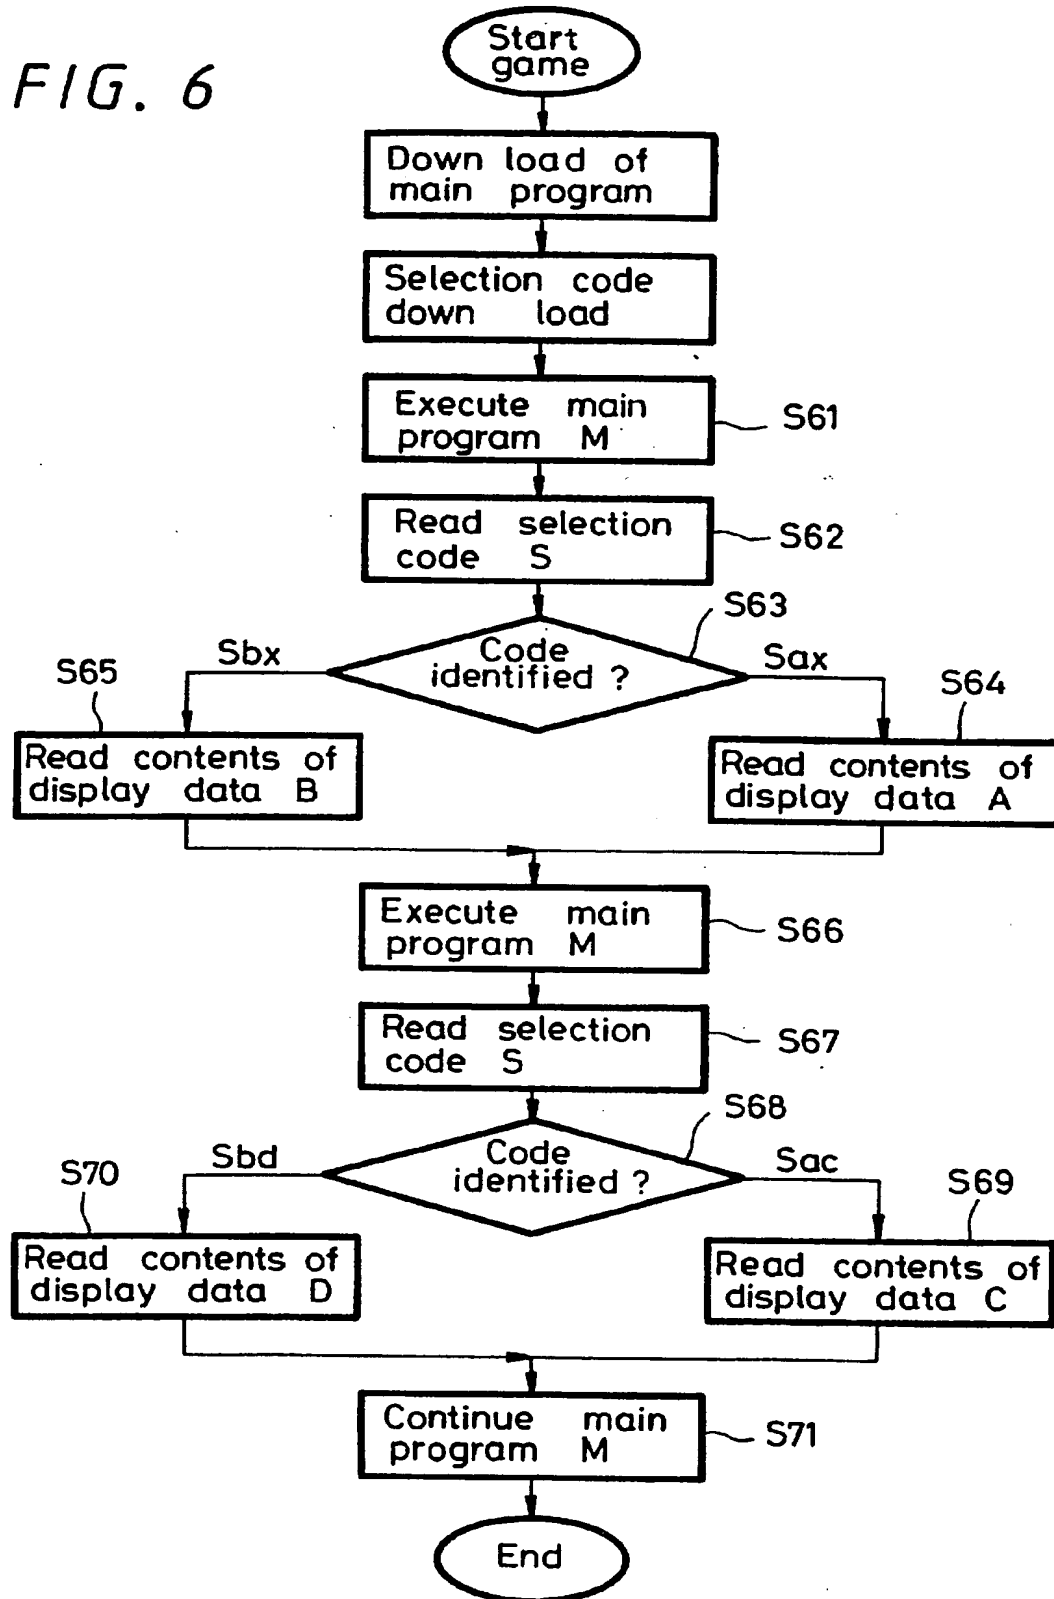 FIG. 6
Start
game
Down load of
main program
Selection code
down load
Execute main
program M
S61
Read selection
code S
S62
Code
identified ?
S63
Sbx
Sax
S65
S64
Read contents of
display data B
Read contents of
display data A
Execute main
program M
S66
Read selection
code S
S67
Code
identified ?
S68
Sbd
Sac
S70
S69
Read contents of
display data D
Read contents of
display data C
Continue main
program M
S71
End